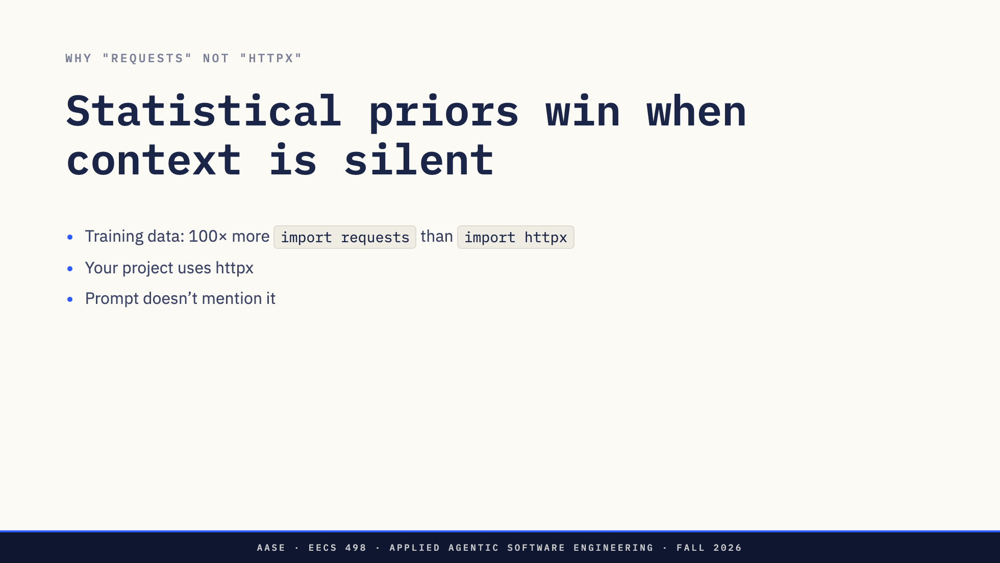 WHY "REQUESTS" NOT "HTTPX"
Statistical priors win when
context is silent
• Training data: 100× more import requests than import httpx
• Your project uses httpx
• Prompt doesn’t mention it
AASE · EECS 498 · APPLIED AGENTIC SOFTWARE ENGINEERING · FALL 2026